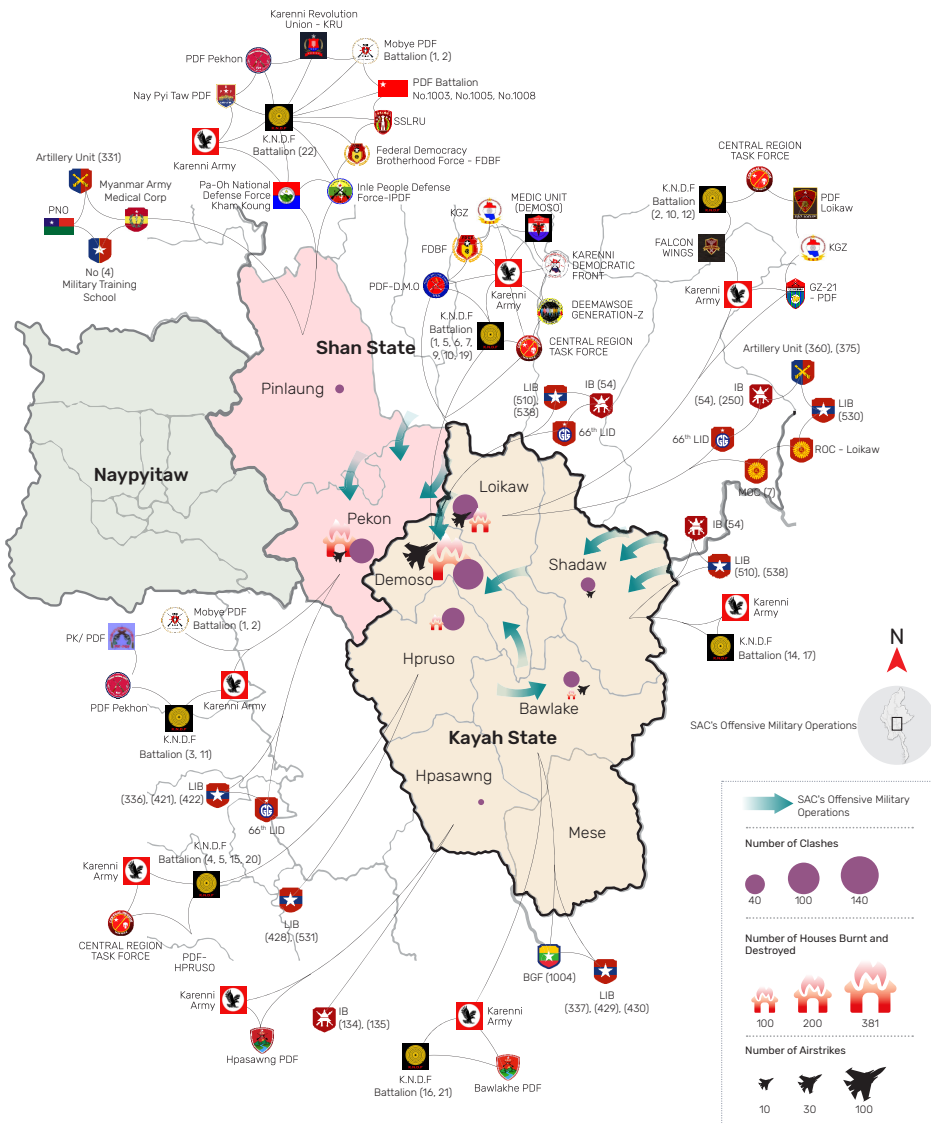 Karenni Revolution
Union - KRU
PDF Pekhon
Mobye PDF
Battalion (1, 2)
Nay Pyi Taw PDF
PDF Battalion
No.1003, No.1005, No.1008
K.N.D.F
Battalion (22)
SSLRU
Karenni Army
Federal Democracy
Brotherhood Force - FDBF
Pa-Oh National
Defense Force
Kham Koung
Inle People Defense
Force-IPDF
Artillery Unit (331)
Myanmar Army
Medical Corp
PNO
No (4)
Military Training
School
KGZ
MEDIC UNIT
(DEMOSO)
FDBF
KARENNI
DEMOCRATIC
FRONT
PDF-D.M.O
Karenni
Army
K.N.D.F
Battalion
(1, 5, 6, 7,
9, 10, 19)
DEEMAWSOE
GENERATION-Z
CENTRAL REGION
TASK FORCE
CENTRAL REGION
TASK FORCE
K.N.D.F
Battalion
(2, 10, 12)
PDF
Loikaw
FALCON
WINGS
KGZ
Karenni
Army
GZ-21
- PDF
LIB
(510),
(538)
IB (54)
66th LID
Artillery Unit (360), (375)
IB
(54), (250)
LIB
(530)
66th LID
ROC - Loikaw
MOC (7)
IB (54)
LIB
(510), (538)
Karenni
Army
K.N.D.F
Battalion (14, 17)
Shan State
Pinlaung
Naypyitaw
Pekon
Loikaw
Demoso
Shadaw
Hpruso
Bawlake
Kayah State
Hpasawng
Mese
Mobye PDF
Battalion (1, 2)
PK/ PDF
PDF Pekhon
Karenni Army
K.N.D.F
Battalion (3, 11)
LIB
(336), (421), (422)
66th LID
K.N.D.F
Battalion (4, 5, 15, 20)
Karenni
Army
CENTRAL REGION
TASK FORCE
PDF-
HPRUSO
LIB
(428), (531)
Karenni
Army
Hpasawng PDF
IB
(134), (135)
Karenni
Army
K.N.D.F
Battalion (16, 21)
Bawlakhe PDF
BGF (1004)
LIB
(337), (429), (430)
N
SAC's Offensive Military Operations
SAC's Offensive Military
Operations
Number of Clashes
40 100 140
Number of Houses Burnt and
Destroyed
100 200 381
Number of Airstrikes
10 30 100